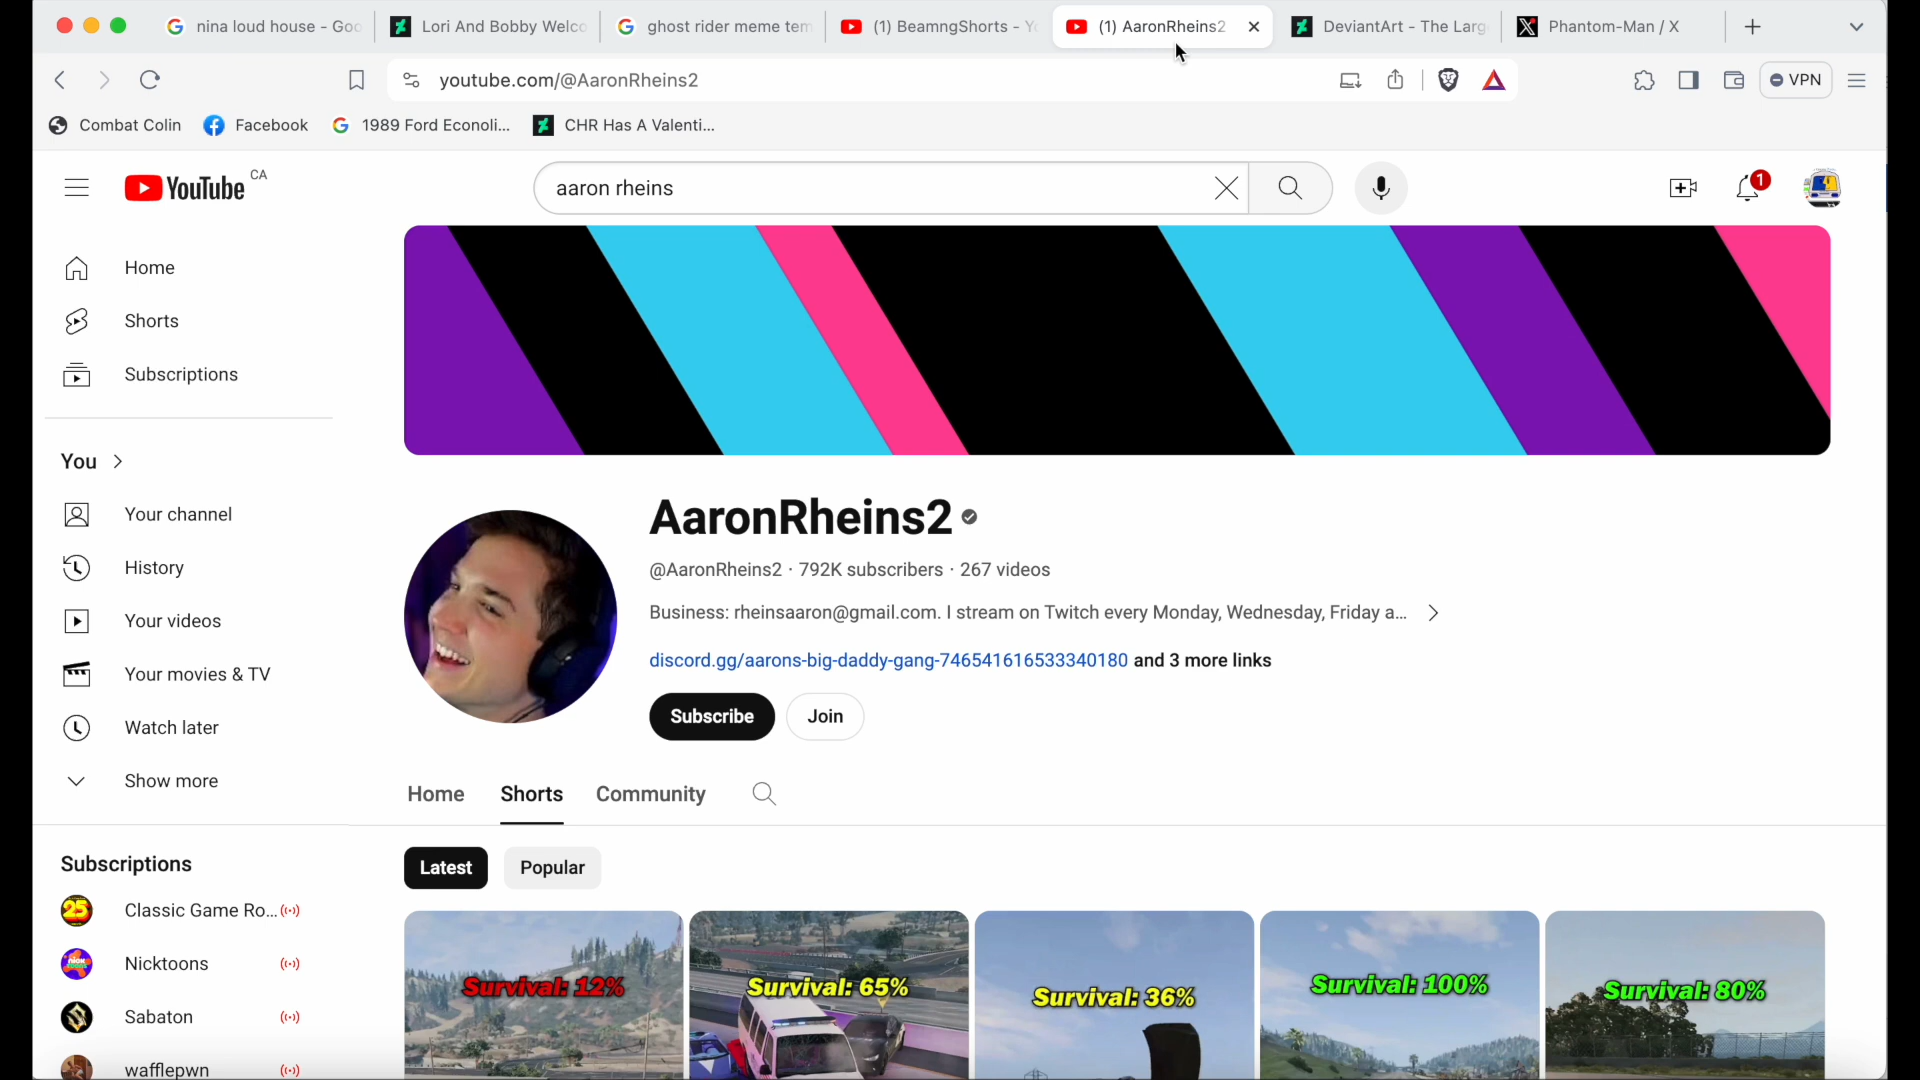 nina loud house - Goo
Lori And Bobby Welco
ghost rider meme tem
(1) BeamngShorts - Yo
(1) AaronRheins2
DeviantArt - The Larg
Phantom-Man / X
youtube.com/@AaronRheins2
VPN
Combat Colin
Facebook
1989 Ford Econoli...
CHR Has A Valenti...
YouTube CA
aaron rheins
1
Home
Shorts
Subscriptions
You
Your channel
History
Your videos
Your movies & TV
Watch later
Show more
Subscriptions
25
Classic Game Ro...
Nicktoons
Sabaton
wafflepwn
AaronRheins2
@AaronRheins2 · 792K subscribers · 267 videos
Business: rheinsaaron@gmail.com. I stream on Twitch every Monday, Wednesday, Friday a...
discord.gg/aarons-big-daddy-gang-746541616533340180 and 3 more links
Subscribe
Join
Home
Shorts
Community
Latest
Popular
Survival: 12%
Survival: 65%
Survival: 36%
Survival: 100%
Survival: 80%